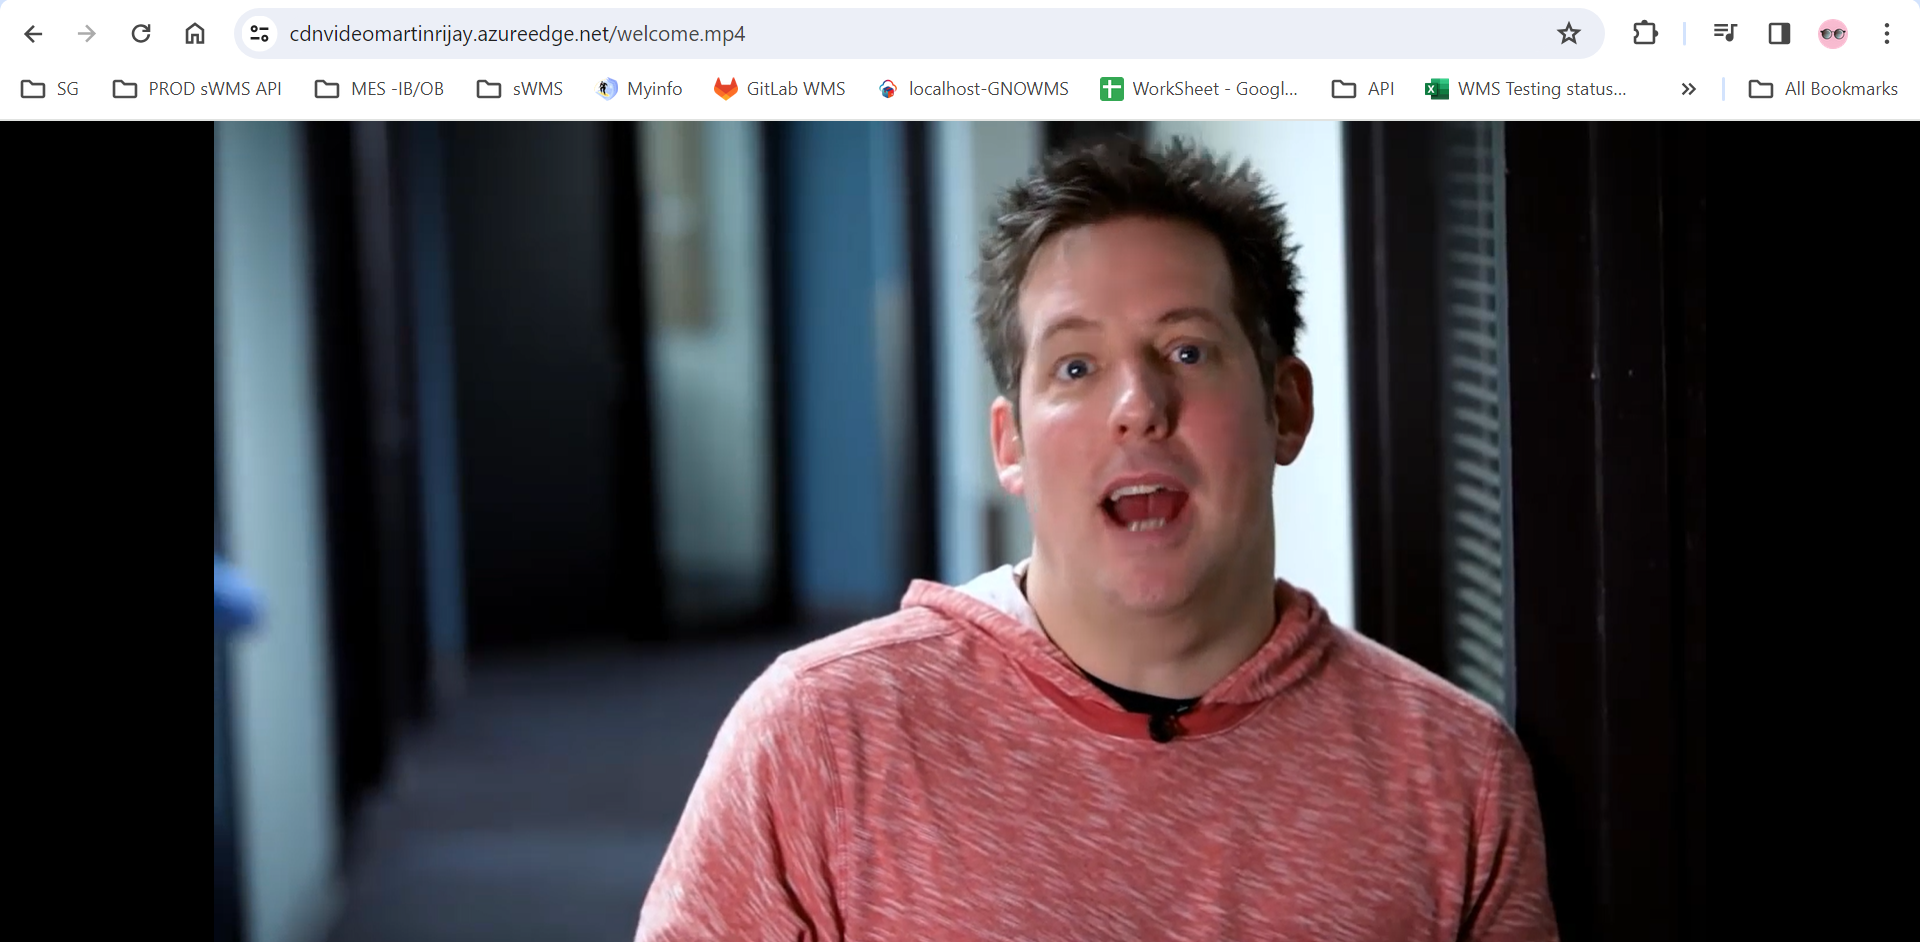 cdnvideomartinrijay.azureedge.net/welcome.mp4
SG PROD sWMS API MES -IB/OB sWMS Myinfo GitLab WMS localhost-GNOWMS WorkSheet - Googl... API WMS Testing status... All Bookmarks